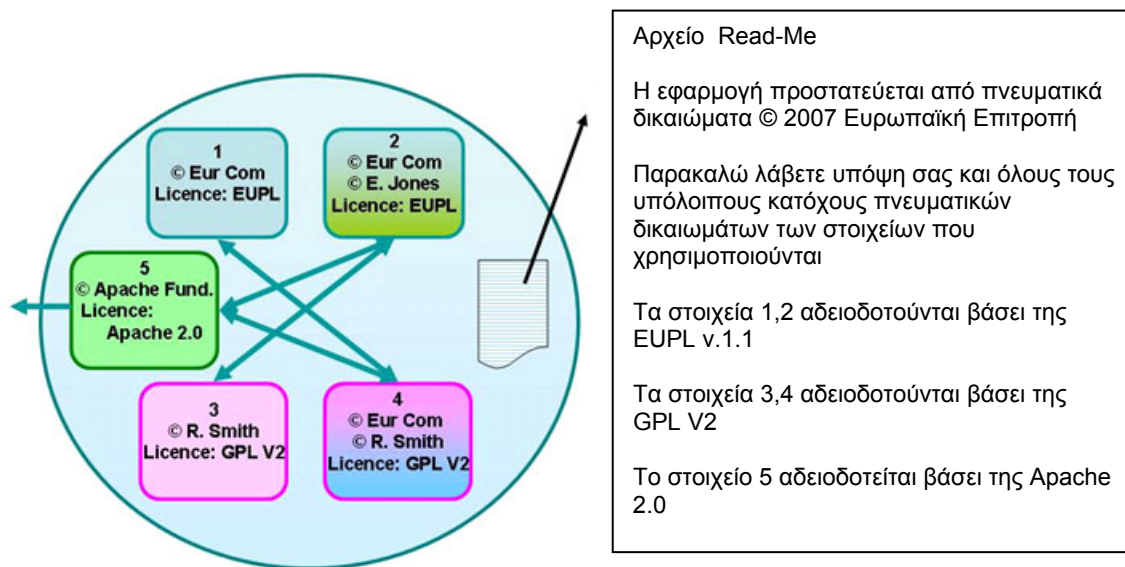 1
© Eur Com
Licence: EUPL
2
© Eur Com
© E. Jones
Licence: EUPL
5
© Apache Fund.
Licence:
Apache 2.0
3
© R. Smith
Licence: GPL V2
4
© Eur Com
© R. Smith
Licence: GPL V2
Αρχείο Read-Me
Η εφαρμογή προστατεύεται από πνευματικά
δικαιώματα © 2007 Ευρωπαϊκή Επιτροπή
Παρακαλώ λάβετε υπόψη σας και όλους τους
υπόλοιπους κατόχους πνευματικών
δικαιωμάτων των στοιχείων που
χρησιμοποιούνται
Τα στοιχεία 1,2 αδειοδοτούνται βάσει της
EUPL v.1.1
Τα στοιχεία 3,4 αδειοδοτούνται βάσει της
GPL V2
Το στοιχείο 5 αδειοδοτείται βάσει της Apache
2.0